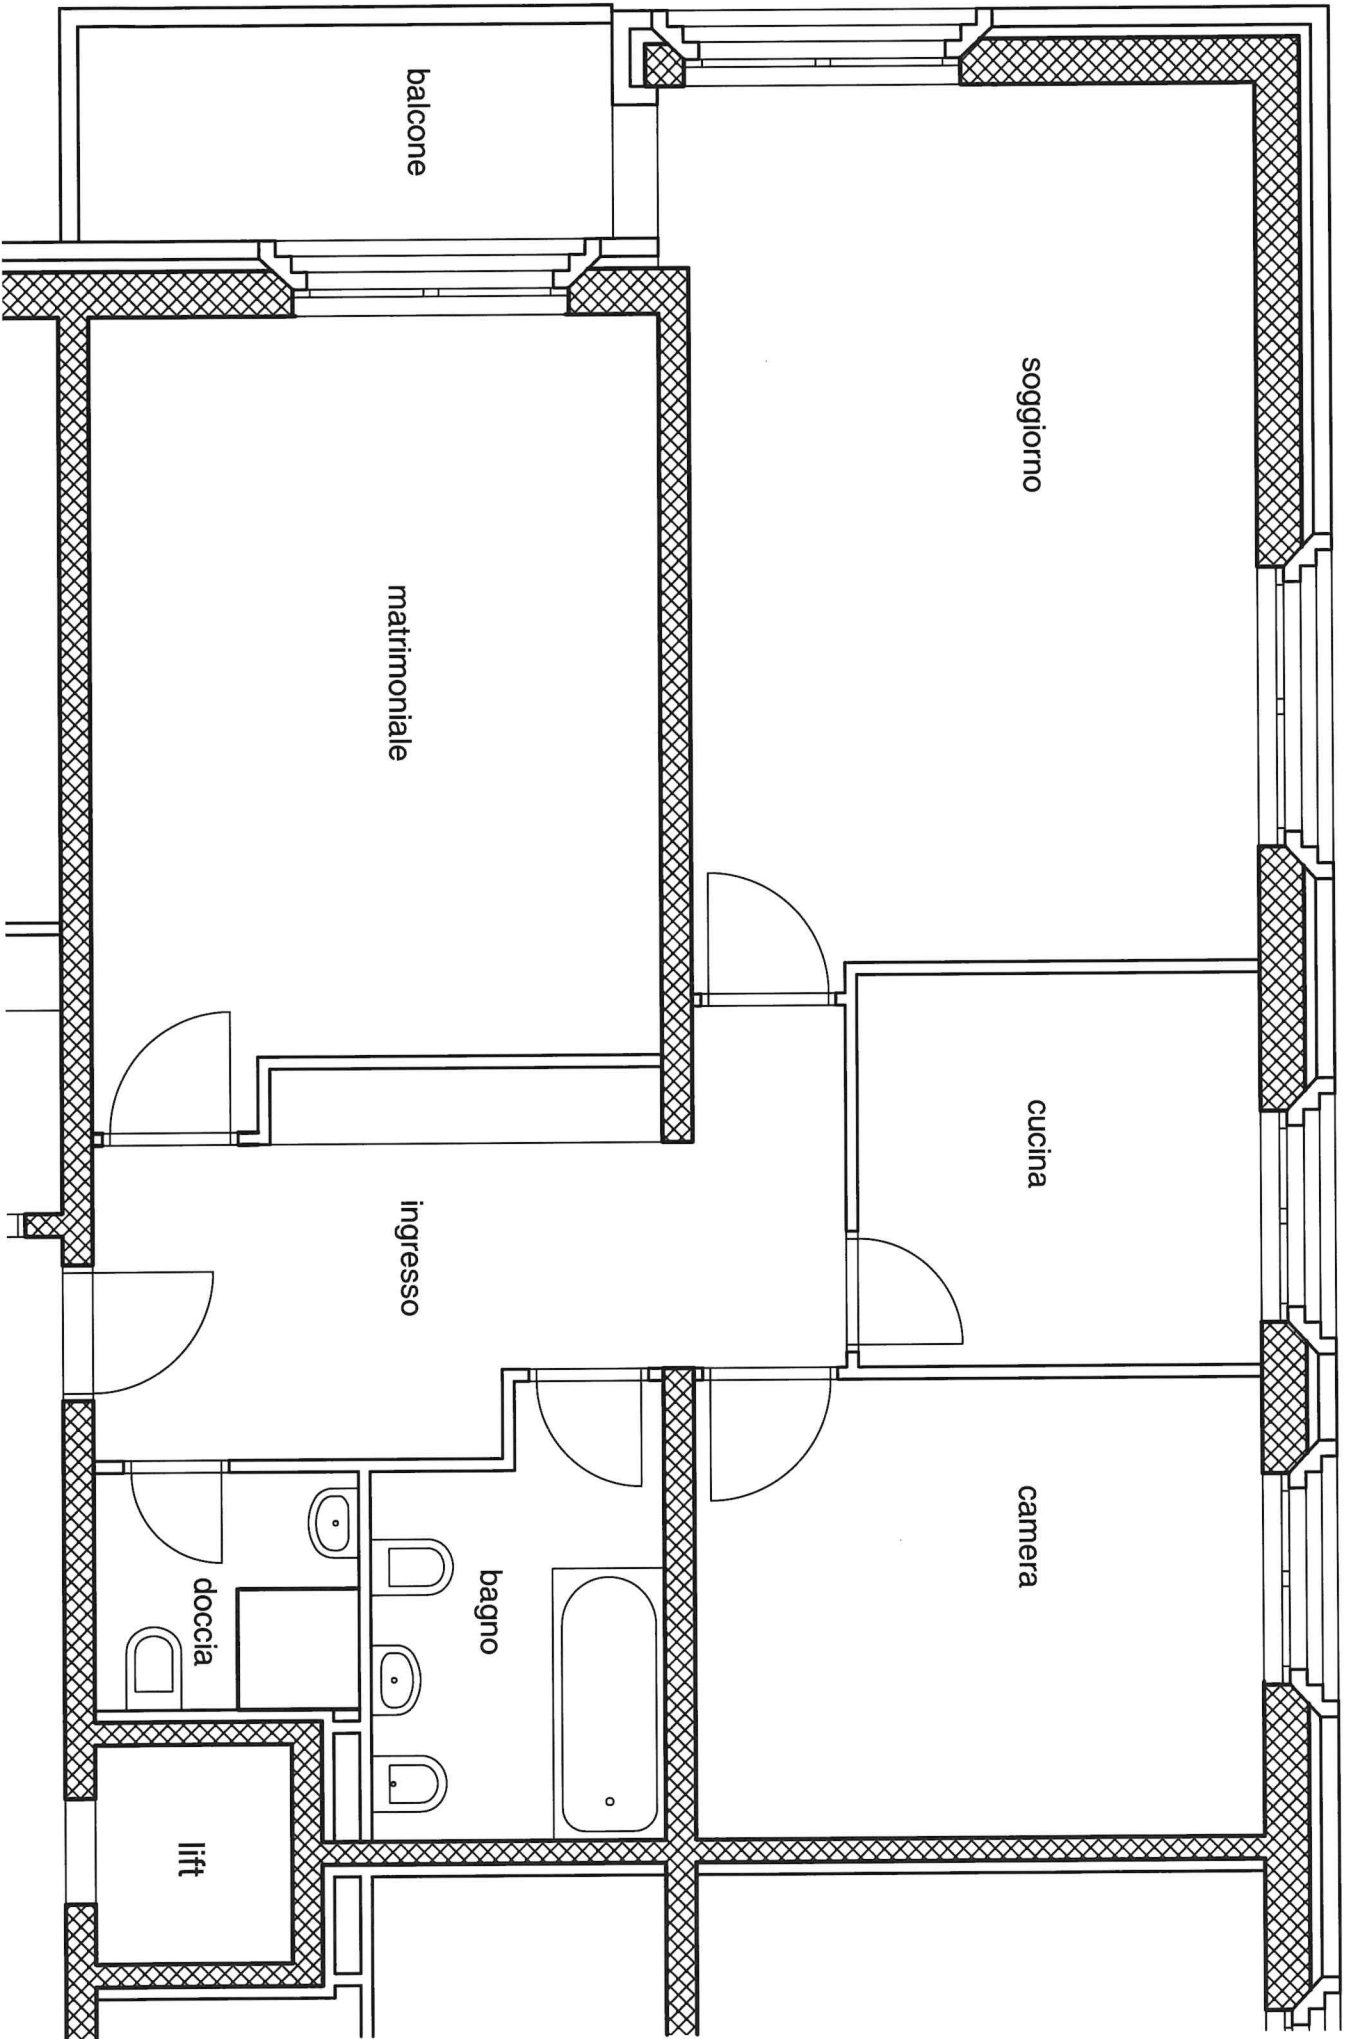 balcone
soggiorno
matrimoniale
cucina
ingresso
camera
bagno
doccia
lift